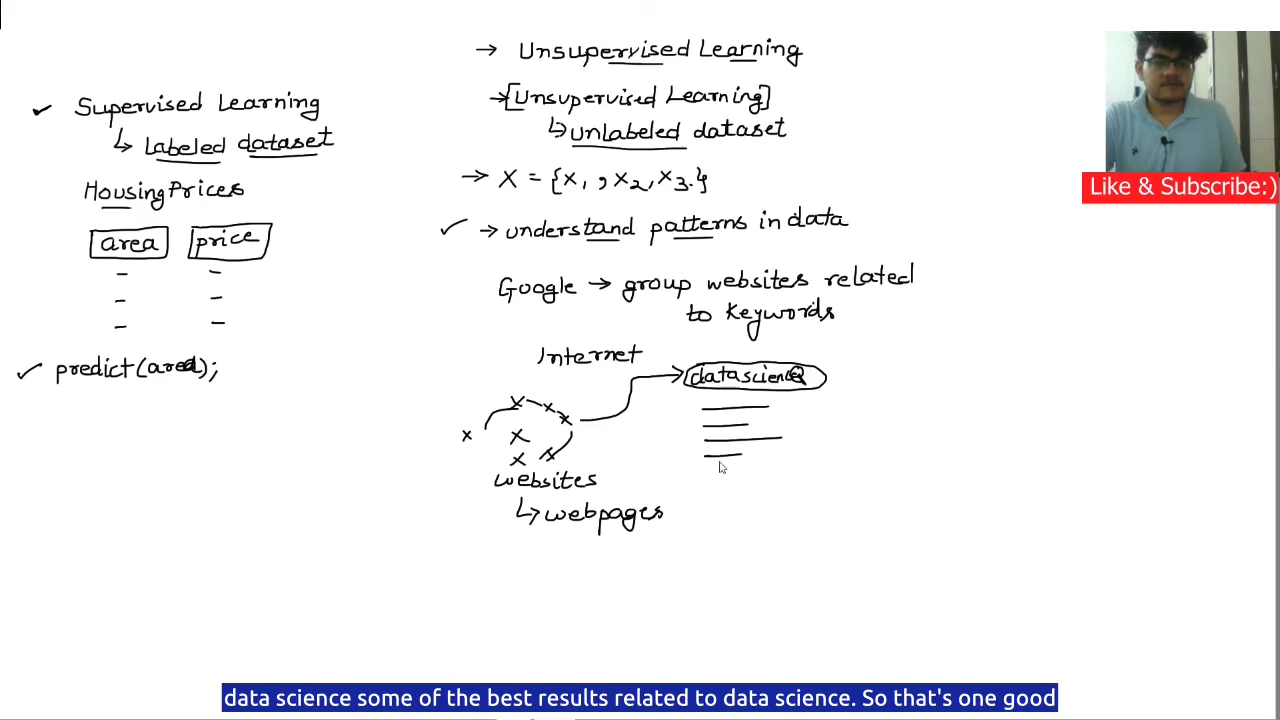 → Unsupervised Learning
✓ Supervised Learning
↳ Labeled dataset
HousingPrices
area price
- -
- -
- -
✓ predict(area);
→ [Unsupervised Learning]
↳ unlabeled dataset
→ X = {x₁, , x₂, x₃.}
✓ → understand patterns in data
Google → group websites related
to keywords
Internet
datascience
websites
↳ webpages
Like & Subscribe:)
data science some of the best results related to data science. So that's one good